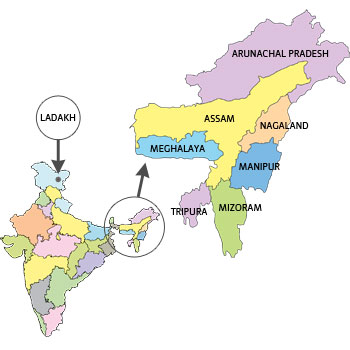 ARUNACHAL PRADESH
LADAKH
ASSAM
NAGALAND
MEGHALAYA
MANIPUR
TRIPURA
MIZORAM